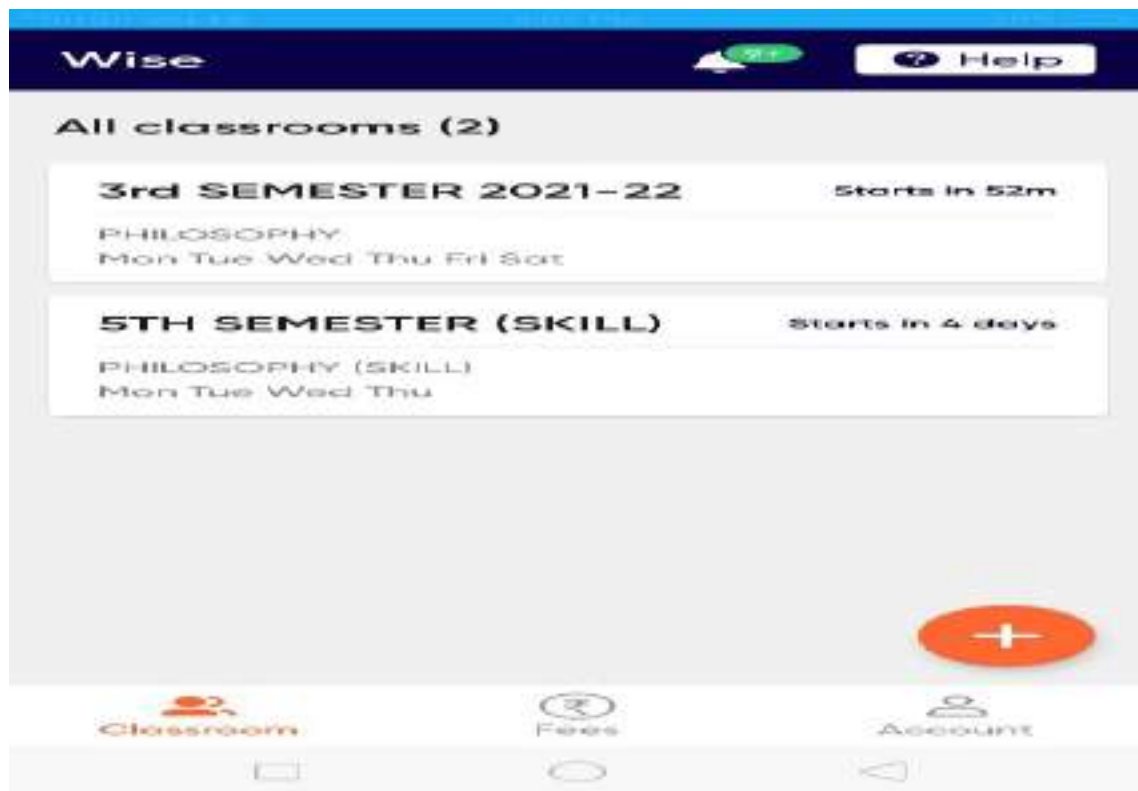 Wise
9+
Help
All classrooms (2)
3rd SEMESTER 2021-22
Starts in 52m
PHILOSOPHY
Mon Tue Wed Thu Fri Sat
5TH SEMESTER (SKILL)
Starts in 4 days
PHILOSOPHY (SKILL)
Mon Tue Wed Thu
Classroom
₹
Fees
Account